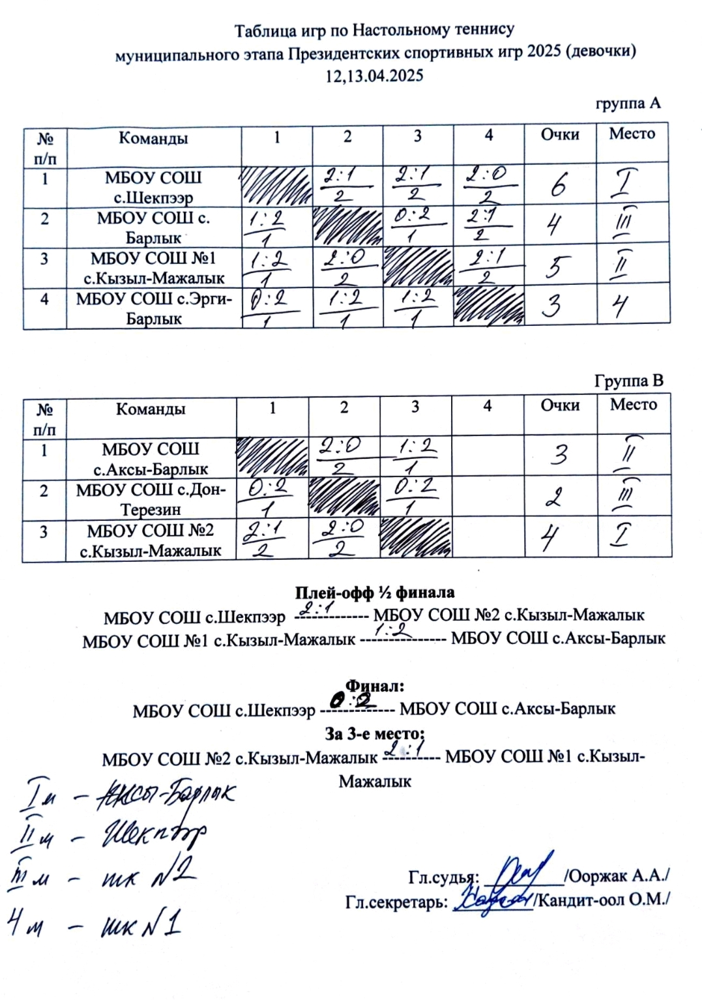 Таблица игр по Настольному теннису
муниципального этапа Президентских спортивных игр 2025 (девочки)
12,13.04.2025
группа А
№ п/п Команды 1 2 3 4 Очки Место
1 МБОУ СОШ с.Шекпээр 2:1 2 2:1 2 2:0 2 6 I
2 МБОУ СОШ с. Барлык 1:2 1 0:2 1 2:1 2 4 III
3 МБОУ СОШ №1 с.Кызыл-Мажалык 1:2 1 2:0 2 2:1 2 5 II
4 МБОУ СОШ с.Эрги-Барлык 0:2 1 1:2 1 1:2 1 3 4
Группа В
№ п/п Команды 1 2 3 4 Очки Место
1 МБОУ СОШ с.Аксы-Барлык 2:0 2 1:2 1 3 II
2 МБОУ СОШ с.Дон-Терезин 0:2 1 0:2 1 2 III
3 МБОУ СОШ №2 с.Кызыл-Мажалык 2:1 2 2:0 2 4 I
Плей-офф ½ финала
МБОУ СОШ с.Шекпээр 2:1 ------------- МБОУ СОШ №2 с.Кызыл-Мажалык
МБОУ СОШ №1 с.Кызыл-Мажалык 1:2 --------------- МБОУ СОШ с.Аксы-Барлык
Финал:
МБОУ СОШ с.Шекпээр 0:2 ------------- МБОУ СОШ с.Аксы-Барлык
За 3-е место:
МБОУ СОШ №2 с.Кызыл-Мажалык 2:1 ---------- МБОУ СОШ №1 с.Кызыл-
Мажалык
I м – Аксы-Барлык
II м – Шекпээр
III м – шк №2
4 м – шк №1
Гл.судья: _________/Ооржак А.А./
Гл.секретарь: _________/Кандит-оол О.М./